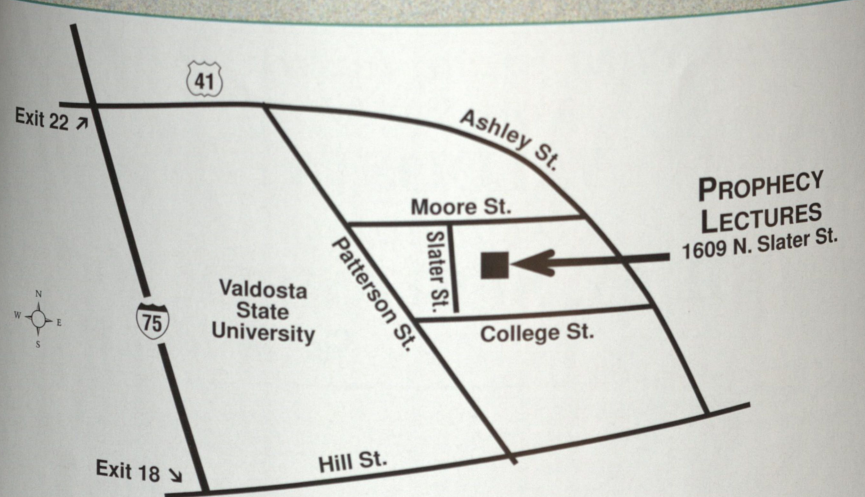 41
Exit 22 ↗
Ashley St.
Moore St.
PROPHECY
LECTURES
1609 N. Slater St.
Slater St.
Patterson St.
Valdosta
State
University
College St.
N
W E
S
75
Hill St.
Exit 18 ↘